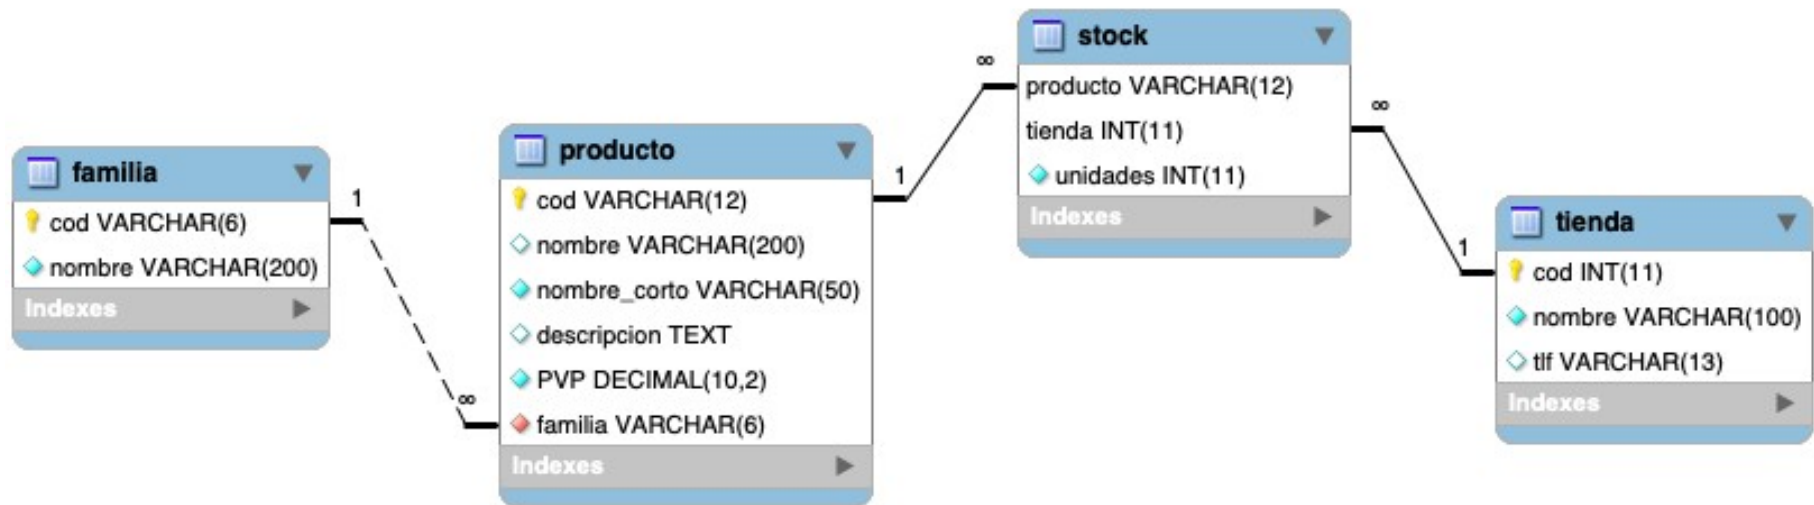 familia
cod VARCHAR(6)
nombre VARCHAR(200)
Indexes
1
∞
producto
cod VARCHAR(12)
nombre VARCHAR(200)
nombre_corto VARCHAR(50)
descripcion TEXT
PVP DECIMAL(10,2)
familia VARCHAR(6)
Indexes
1
∞
stock
producto VARCHAR(12)
tienda INT(11)
unidades INT(11)
Indexes
∞
1
tienda
cod INT(11)
nombre VARCHAR(100)
tlf VARCHAR(13)
Indexes